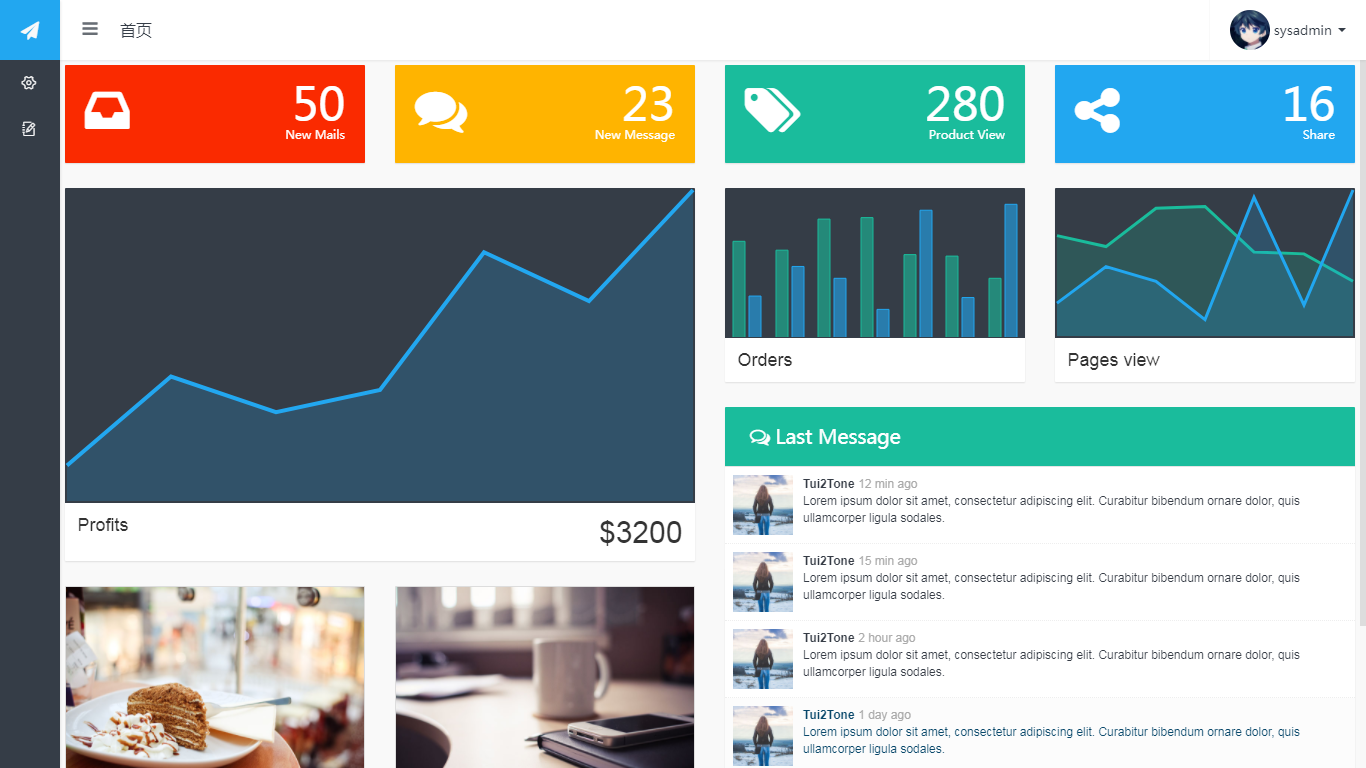 首页
sysadmin
50
New Mails
23
New Message
280
Product View
16
Share
Profits
$3200
Orders
Pages view
Last Message
Tui2Tone 12 min ago
Lorem ipsum dolor sit amet, consectetur adipiscing elit. Curabitur bibendum ornare dolor, quis
ullamcorper ligula sodales.
Tui2Tone 15 min ago
Lorem ipsum dolor sit amet, consectetur adipiscing elit. Curabitur bibendum ornare dolor, quis
ullamcorper ligula sodales.
Tui2Tone 2 hour ago
Lorem ipsum dolor sit amet, consectetur adipiscing elit. Curabitur bibendum ornare dolor, quis
ullamcorper ligula sodales.
Tui2Tone 1 day ago
Lorem ipsum dolor sit amet, consectetur adipiscing elit. Curabitur bibendum ornare dolor, quis
ullamcorper ligula sodales.